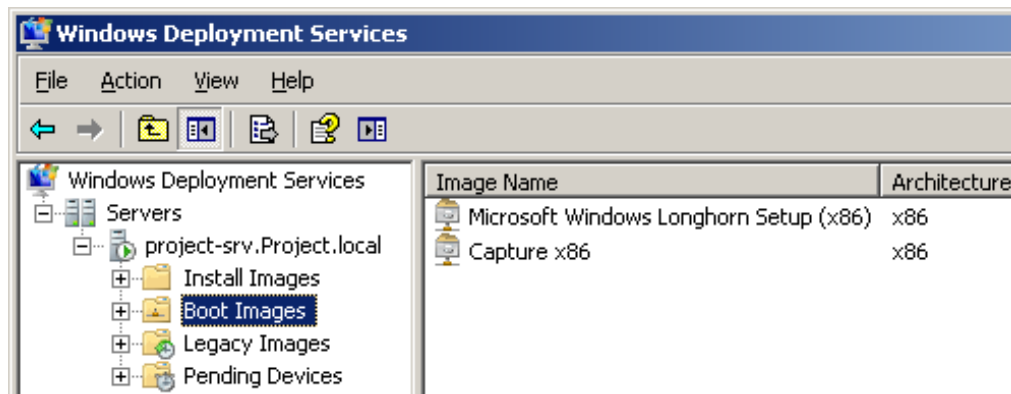 Windows Deployment Services
File Action View Help
Windows Deployment Services
Servers
project-srv.Project.local
Install Images
Boot Images
Legacy Images
Pending Devices
Image Name Architecture
Microsoft Windows Longhorn Setup (x86) x86
Capture x86 x86